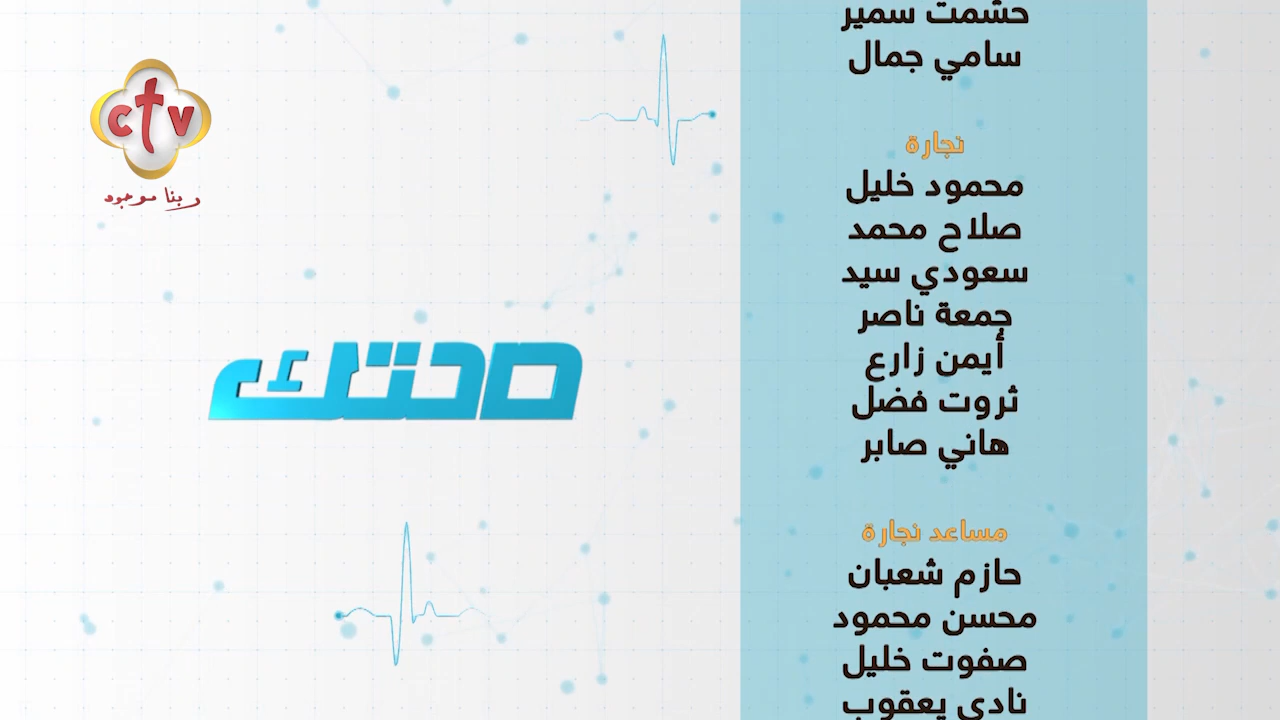 حشمت سمير
سامي جمال
نجارة
محمود خليل
صلاح محمد
سعودي سيد
جمعة ناصر
أيمن زارع
ثروت فضل
هاني صابر
مساعد نجارة
حازم شعبان
محسن محمود
صفوت خليل
نادي يعقوب
ctv
ربنا موجود
صحتك